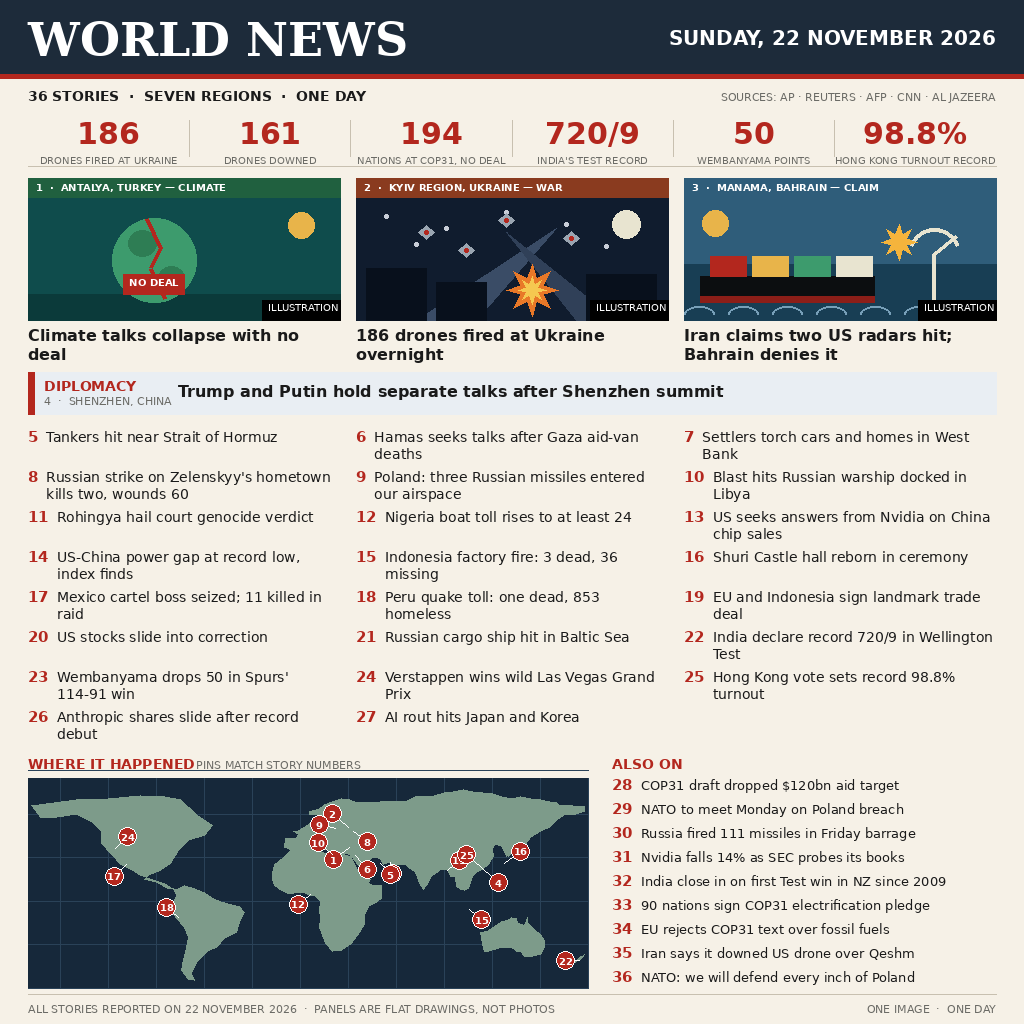 WORLD NEWS
SUNDAY, 22 NOVEMBER 2026
36 STORIES · SEVEN REGIONS · ONE DAY
SOURCES: AP · REUTERS · AFP · CNN · AL JAZEERA
186
DRONES FIRED AT UKRAINE
161
DRONES DOWNED
194
NATIONS AT COP31, NO DEAL
720/9
INDIA'S TEST RECORD
50
WEMBANYAMA POINTS
98.8%
HONG KONG TURNOUT RECORD
1 · ANTALYA, TURKEY — CLIMATE
NO DEAL
ILLUSTRATION
Climate talks collapse with no
deal
2 · KYIV REGION, UKRAINE — WAR
ILLUSTRATION
186 drones fired at Ukraine
overnight
3 · MANAMA, BAHRAIN — CLAIM
ILLUSTRATION
Iran claims two US radars hit;
Bahrain denies it
DIPLOMACY
4 · SHENZHEN, CHINA
Trump and Putin hold separate talks after Shenzhen summit
5 Tankers hit near Strait of Hormuz
6 Hamas seeks talks after Gaza aid-van
deaths
7 Settlers torch cars and homes in West
Bank
8 Russian strike on Zelenskyy's hometown
kills two, wounds 60
9 Poland: three Russian missiles entered
our airspace
10 Blast hits Russian warship docked in
Libya
11 Rohingya hail court genocide verdict
12 Nigeria boat toll rises to at least 24
13 US seeks answers from Nvidia on China
chip sales
14 US-China power gap at record low,
index finds
15 Indonesia factory fire: 3 dead, 36
missing
16 Shuri Castle hall reborn in ceremony
17 Mexico cartel boss seized; 11 killed in
raid
18 Peru quake toll: one dead, 853
homeless
19 EU and Indonesia sign landmark trade
deal
20 US stocks slide into correction
21 Russian cargo ship hit in Baltic Sea
22 India declare record 720/9 in Wellington
Test
23 Wembanyama drops 50 in Spurs'
114-91 win
24 Verstappen wins wild Las Vegas Grand
Prix
25 Hong Kong vote sets record 98.8%
turnout
26 Anthropic shares slide after record
debut
27 AI rout hits Japan and Korea
WHERE IT HAPPENED PINS MATCH STORY NUMBERS
24
17
18
2
9
10
1
8
6
5
12
25
4
16
15
22
ALSO ON
28 COP31 draft dropped $120bn aid target
29 NATO to meet Monday on Poland breach
30 Russia fired 111 missiles in Friday barrage
31 Nvidia falls 14% as SEC probes its books
32 India close in on first Test win in NZ since 2009
33 90 nations sign COP31 electrification pledge
34 EU rejects COP31 text over fossil fuels
35 Iran says it downed US drone over Qeshm
36 NATO: we will defend every inch of Poland
ALL STORIES REPORTED ON 22 NOVEMBER 2026 · PANELS ARE FLAT DRAWINGS, NOT PHOTOS
ONE IMAGE · ONE DAY